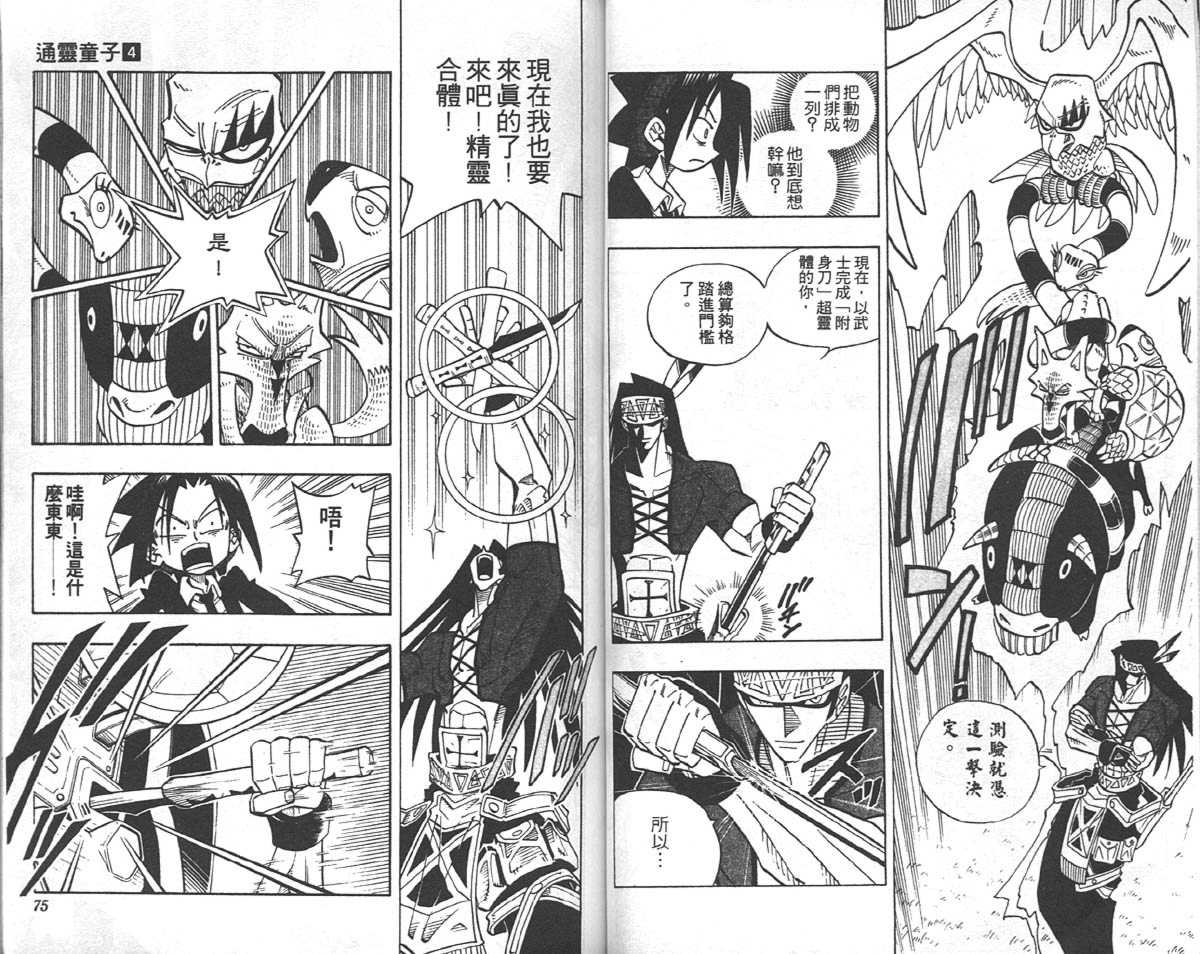 通靈童子4
測驗就憑
這一擊決
定。
把動物
們排成
一列?
他到底想
幹嘛?
現在,以武
士完成「附
身刀」超靈
體的你,
總算夠格
踏進門檻
了。
所以…
現在我也要
來真的了!
來吧!精靈
合體!
是!
唔!
哇啊!這是什
麼東東——!
75